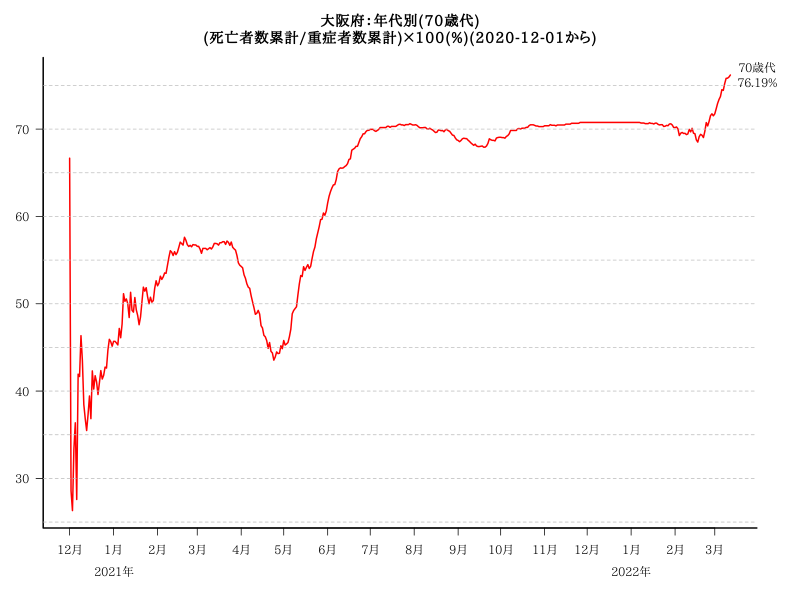 大阪府：年代別(70歳代)
(死亡者数累計/重症者数累計)×100(%)(2020-12-01から)
70歳代
76.19%
70
60
50
40
30
12月 1月 2月 3月 4月 5月 6月 7月 8月 9月 10月 11月 12月 1月 2月 3月
2021年 2022年